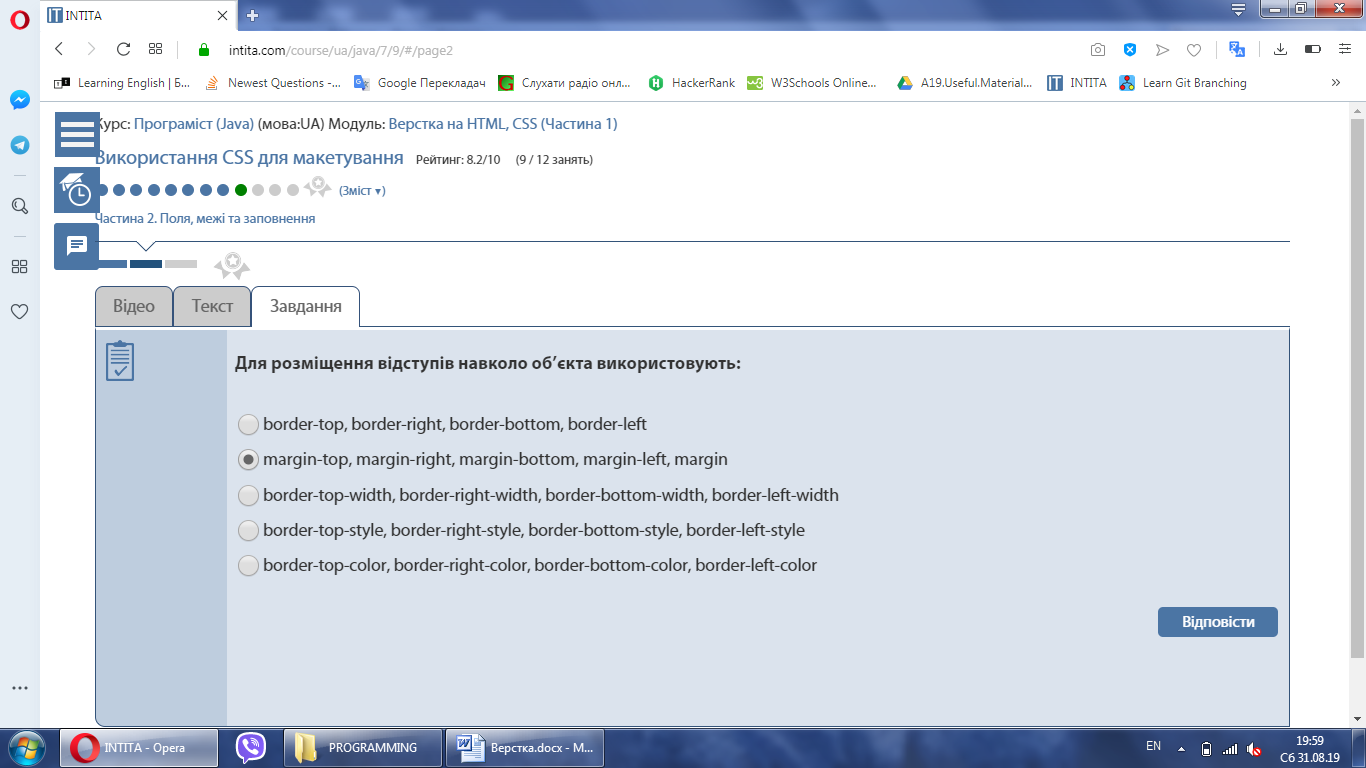 INTITA
intita.com/course/ua/java/7/9/#/page2
Learning English | Б...
Newest Questions -...
Google Перекладач
Слухати радіо онл...
HackerRank
W3Schools Online...
A19.Useful.Material...
INTITA
Learn Git Branching
»
Курс: Програміст (Java) (мова:UA) Модуль: Верстка на HTML, CSS (Частина 1)
Використання CSS для макетування Рейтинг: 8.2/10 (9 / 12 занять)
(Зміст ▾)
Частина 2. Поля, межі та заповнення
Відео Текст Завдання
Для розміщення відступів навколо об’єкта використовують:
border-top, border-right, border-bottom, border-left
margin-top, margin-right, margin-bottom, margin-left, margin
border-top-width, border-right-width, border-bottom-width, border-left-width
border-top-style, border-right-style, border-bottom-style, border-left-style
border-top-color, border-right-color, border-bottom-color, border-left-color
Відповісти
INTITA - Opera
PROGRAMMING
Верстка.docx - M...
EN
19:59
Сб 31.08.19